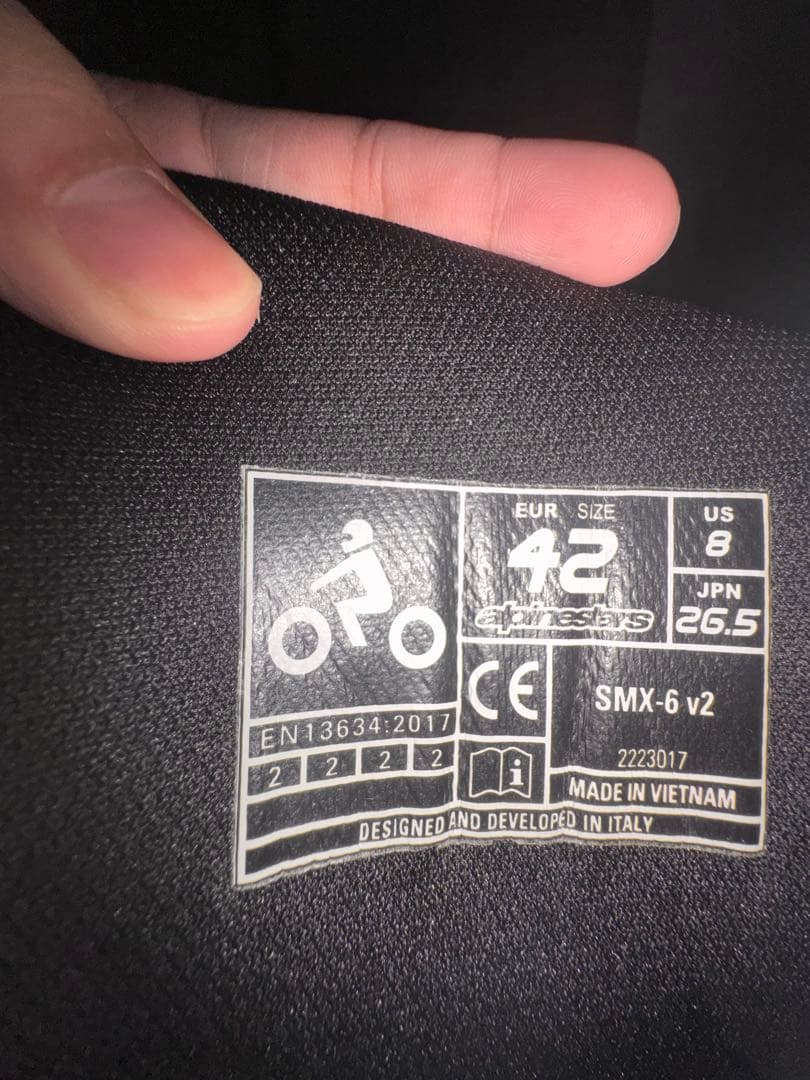 EUR SIZE
42
alpinestars
US
8
JPN
26.5
EN13634:2017
2 2 2 2
CE
i
SMX-6 v2
2223017
MADE IN VIETNAM
DESIGNED AND DEVELOPED IN ITALY